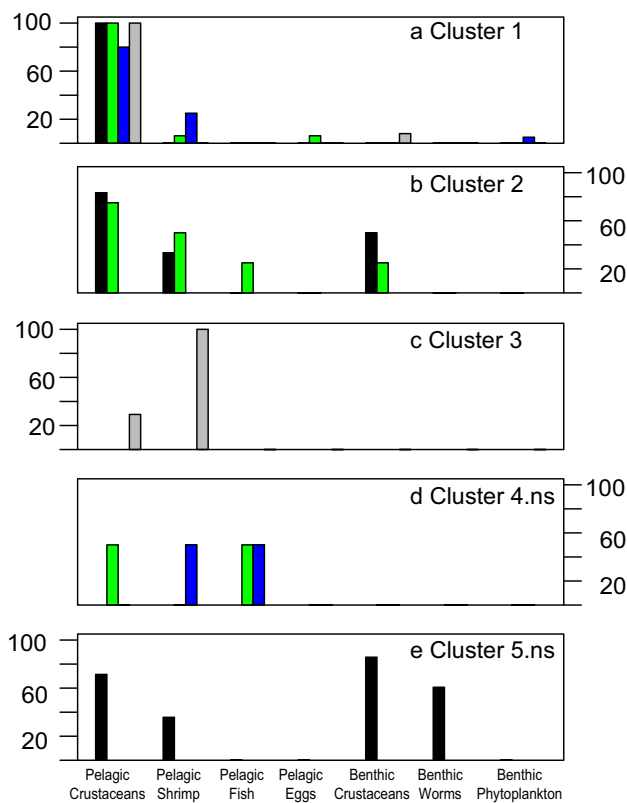 a Cluster 1
100
60
20
b Cluster 2
100
60
20
c Cluster 3
100
60
20
d Cluster 4.ns
100
60
20
e Cluster 5.ns
100
60
20
Pelagic Crustaceans
Pelagic Shrimp
Pelagic Fish
Pelagic Eggs
Benthic Crustaceans
Benthic Worms
Benthic Phytoplankton